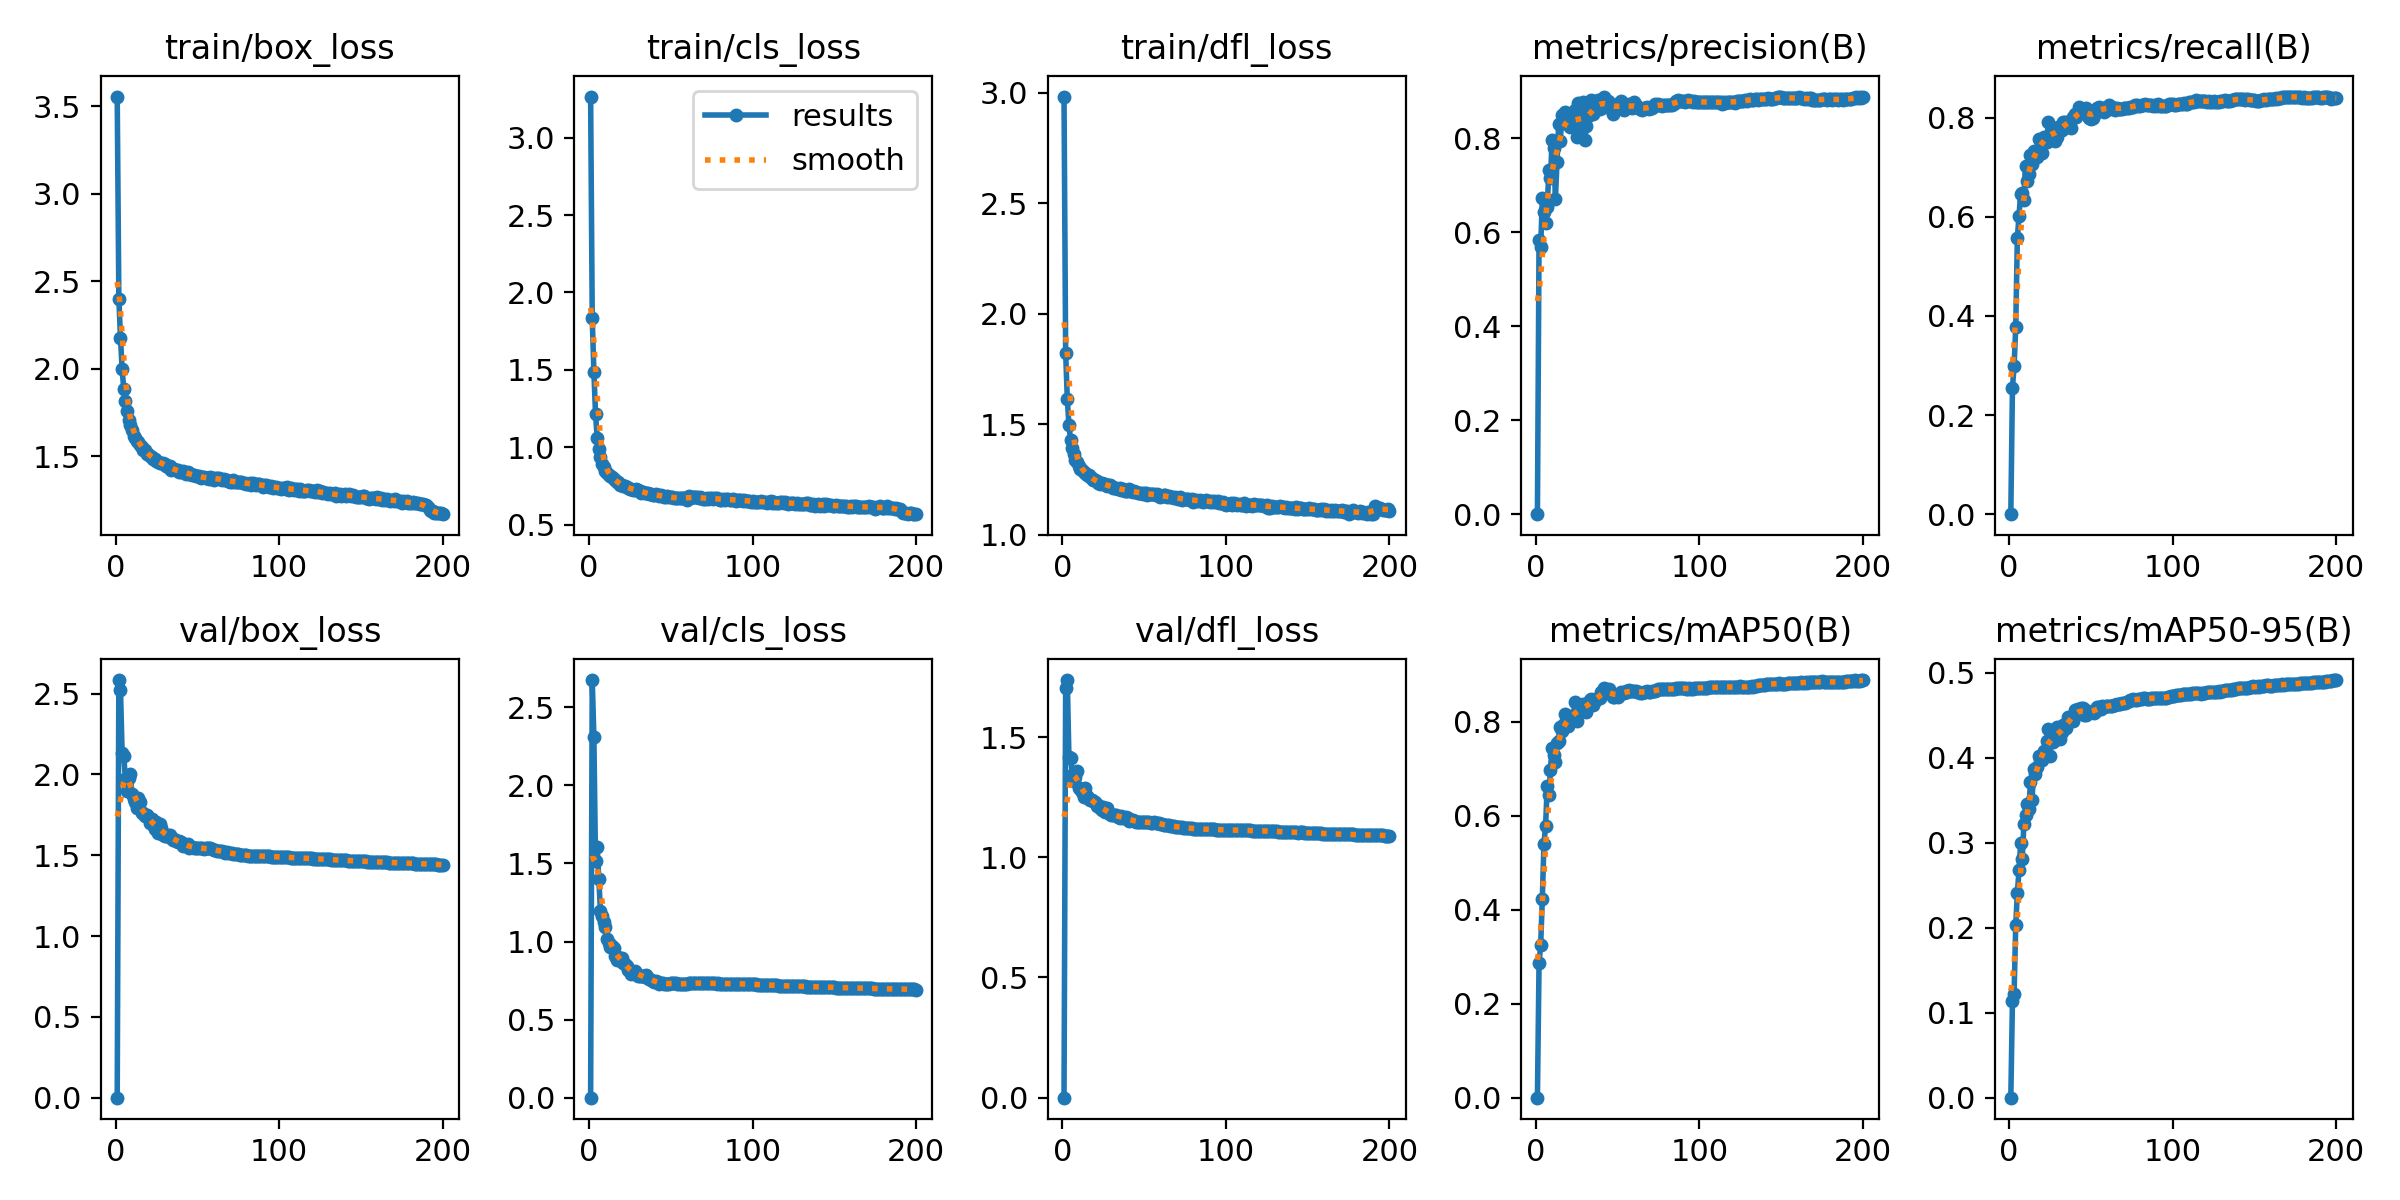 train/box_loss
3.5
3.0
2.5
2.0
1.5
0 100 200
train/cls_loss
results
smooth
3.0
2.5
2.0
1.5
1.0
0.5
0 100 200
train/dfl_loss
3.0
2.5
2.0
1.5
1.0
0 100 200
metrics/precision(B)
0.8
0.6
0.4
0.2
0.0
0 100 200
metrics/recall(B)
0.8
0.6
0.4
0.2
0.0
0 100 200
val/box_loss
2.5
2.0
1.5
1.0
0.5
0.0
0 100 200
val/cls_loss
2.5
2.0
1.5
1.0
0.5
0.0
0 100 200
val/dfl_loss
1.5
1.0
0.5
0.0
0 100 200
metrics/mAP50(B)
0.8
0.6
0.4
0.2
0.0
0 100 200
metrics/mAP50-95(B)
0.5
0.4
0.3
0.2
0.1
0.0
0 100 200